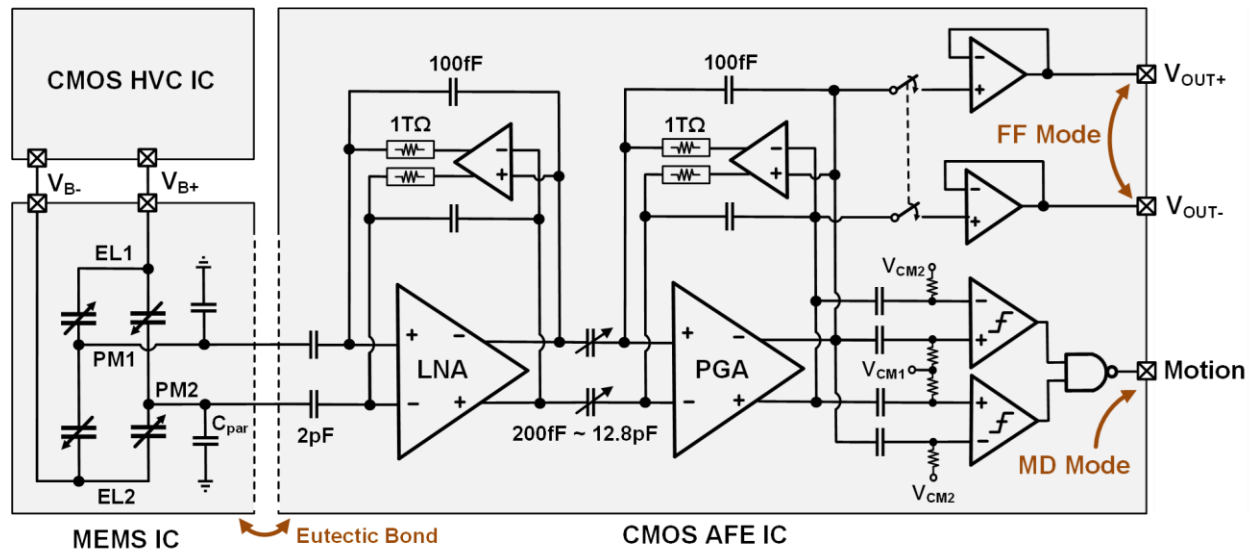 CMOS HVC IC
V_B-
V_B+
EL1
PM1
PM2
C_par
EL2
MEMS IC
Eutectic Bond
100fF
1TΩ
+
−
LNA
−
+
2pF
200fF ~ 12.8pF
−
+
100fF
1TΩ
−
+
+
−
PGA
−
+
−
+
−
+
V_CM2
V_CM1
V_CM2
−
+
+
−
V_OUT+
FF Mode
V_OUT-
Motion
MD Mode
CMOS AFE IC